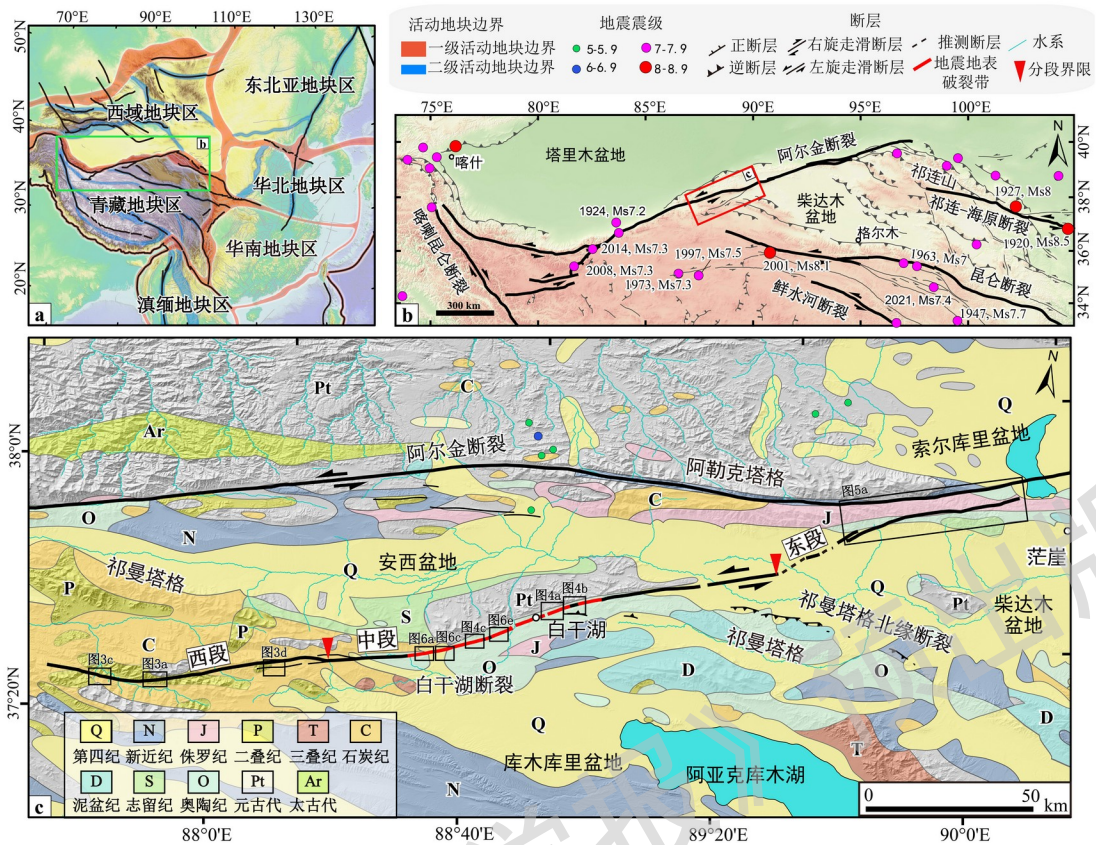 70°E
90°E
110°E
130°E
50°N
40°N
30°N
20°N
东北亚地块区
西域地块区
b
华北地块区
青藏地块区
华南地块区
滇缅地块区
a
活动地块边界
一级活动地块边界
二级活动地块边界
地震震级
5-5.9
7-7.9
6-6.9
8-8.9
断层
正断层
右旋走滑断层
推测断层
水系
逆断层
左旋走滑断层
地震地表
破裂带
分段界限
75°E
80°E
85°E
90°E
95°E
100°E
40°N
38°N
36°N
34°N
N
喀什
塔里木盆地
阿尔金断裂
c
祁连山
1927, Ms8
祁连-海原断裂
1920, Ms8.5
柴达木
盆地
格尔木
1924, Ms7.2
喀喇昆仑断裂
2014, Ms7.3
2008, Ms7.3
1997, Ms7.5
1973, Ms7.3
2001, Ms8.1
1963, Ms7
昆仑断裂
2021, Ms7.4
鲜水河断裂
1947, Ms7.7
300 km
b
N
Pt
C
Q
Ar
38°0'N
阿尔金断裂
索尔库里盆地
阿勒克塔格
图5a
C
O
J
N
东段
安西盆地
茫崖
Q
祁曼塔格
Q
P
Pt
图4a
图4b
Pt
柴达木
盆地
S
祁曼塔格北缘断裂
图6e
白干湖
P
中段
图4c
祁曼塔格
C
图6a
图6c
J
西段
图3d
图3c
图3a
O
D
O
白干湖断裂
37°20'N
Q
D
Q
N
J
P
T
C
第四纪
新近纪
侏罗纪
二叠纪
三叠纪
石炭纪
D
S
O
Pt
Ar
泥盆纪
志留纪
奥陶纪
元古代
太古代
库木库里盆地
T
阿亚克库木湖
N
0
50
km
c
88°0'E
88°40'E
89°20'E
90°0'E